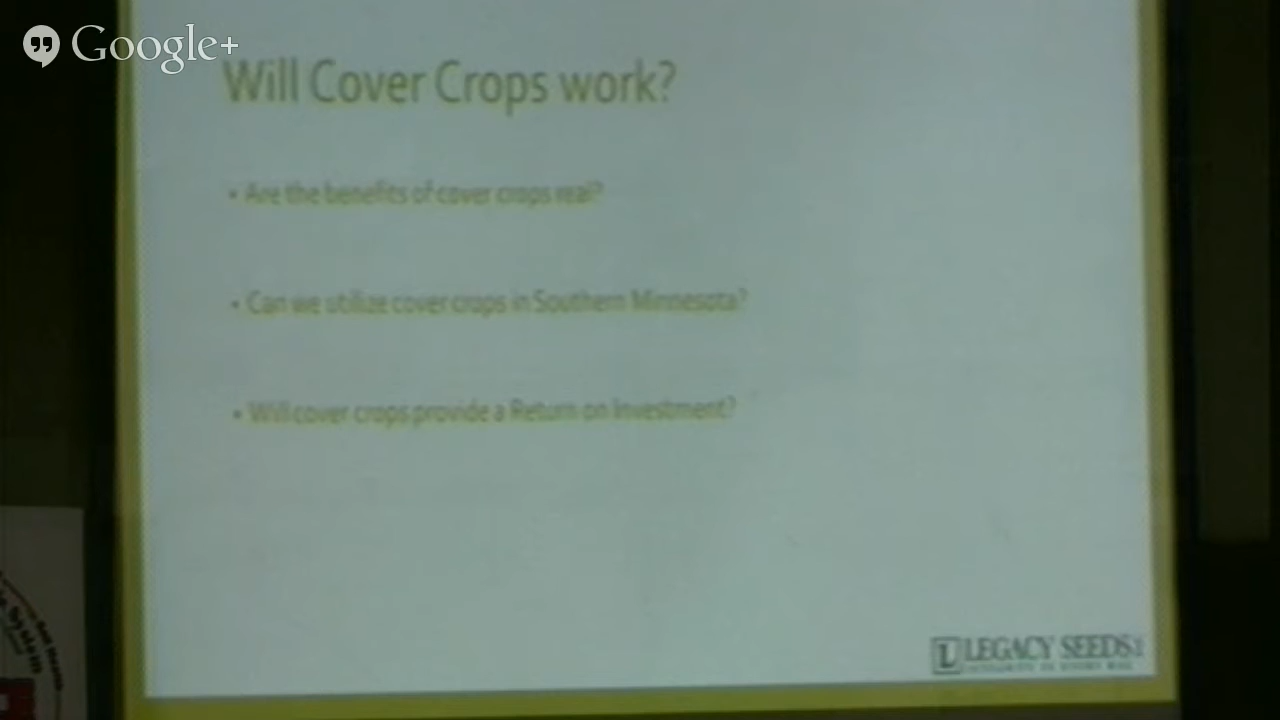 Google+
Will Cover Crops work?
• Are the benefits of cover crops real?
• Can we utilize cover crops in Southern Minnesota?
• Will cover crops provide a Return on Investment?
L LEGACY SEEDS